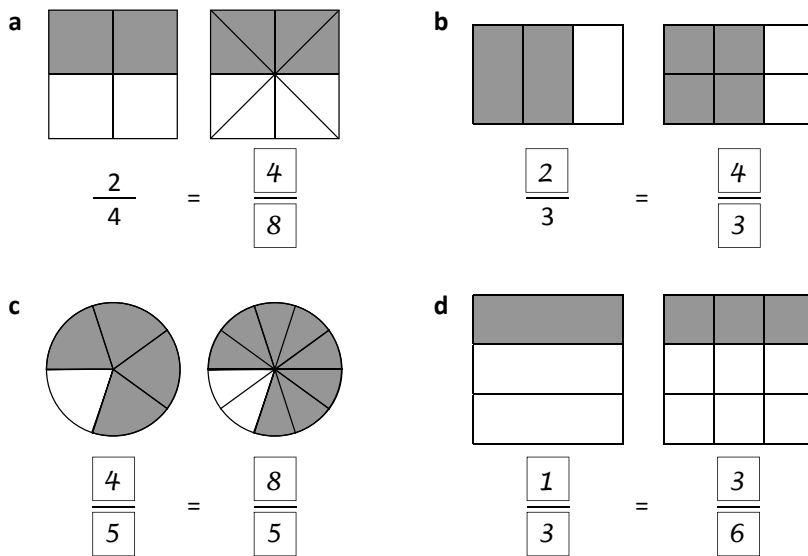 a
b
2/4 = 4/8
2/3 = 4/3
c
d
4/5 = 8/5
1/3 = 3/6